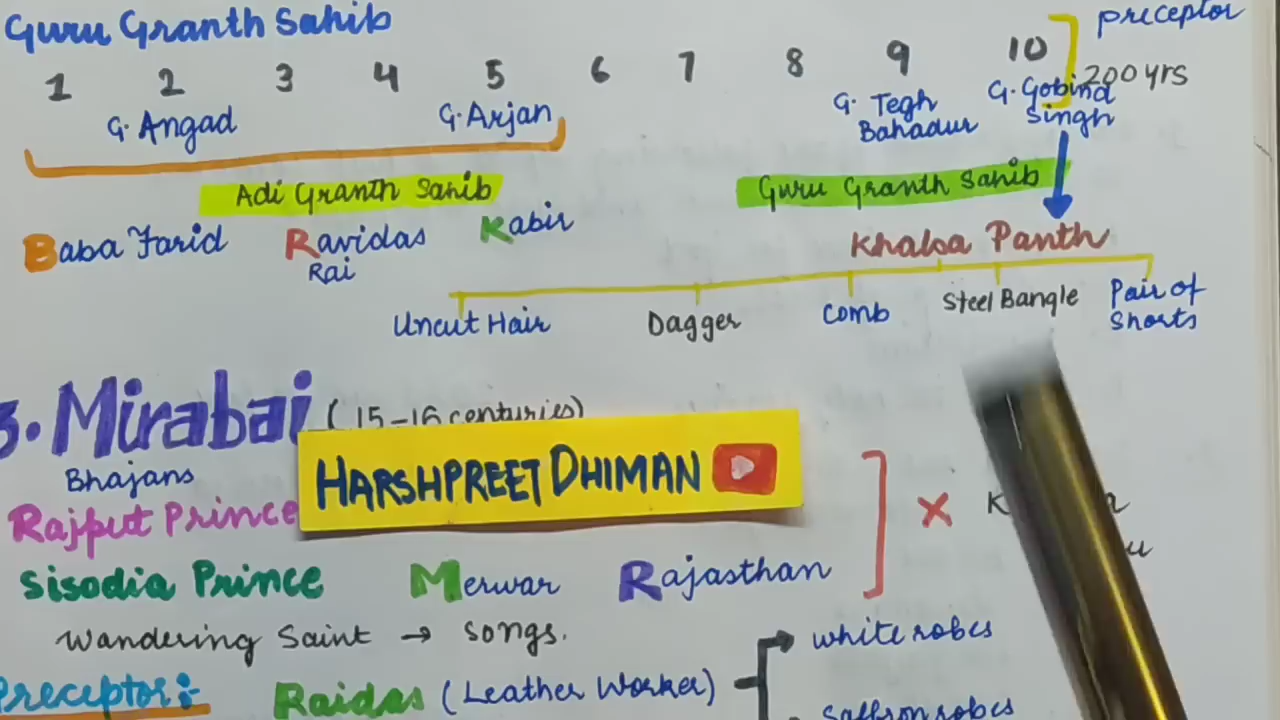 Guru Granth Sahib
preceptor
1 2 3 4 5 6 7 8 9 10
200 yrs
G. Angad G. Arjan G. Tegh Bahadur G. Gobind Singh
Adi Granth Sahib Guru Granth Sahib
Baba Farid Ravidas Kabir
Rai
Khalsa Panth
Uncut Hair Dagger Comb Steel Bangle Pair of Shorts
3. Mirabai (15-16 centuries)
Bhajans
HARSHPREET DHIMAN
Rajput Prince
×
Sisodia Prince Merwar Rajasthan
Wandering Saint → songs.
white robes
Preceptor:- Raidas (Leather Worker)
saffron robes